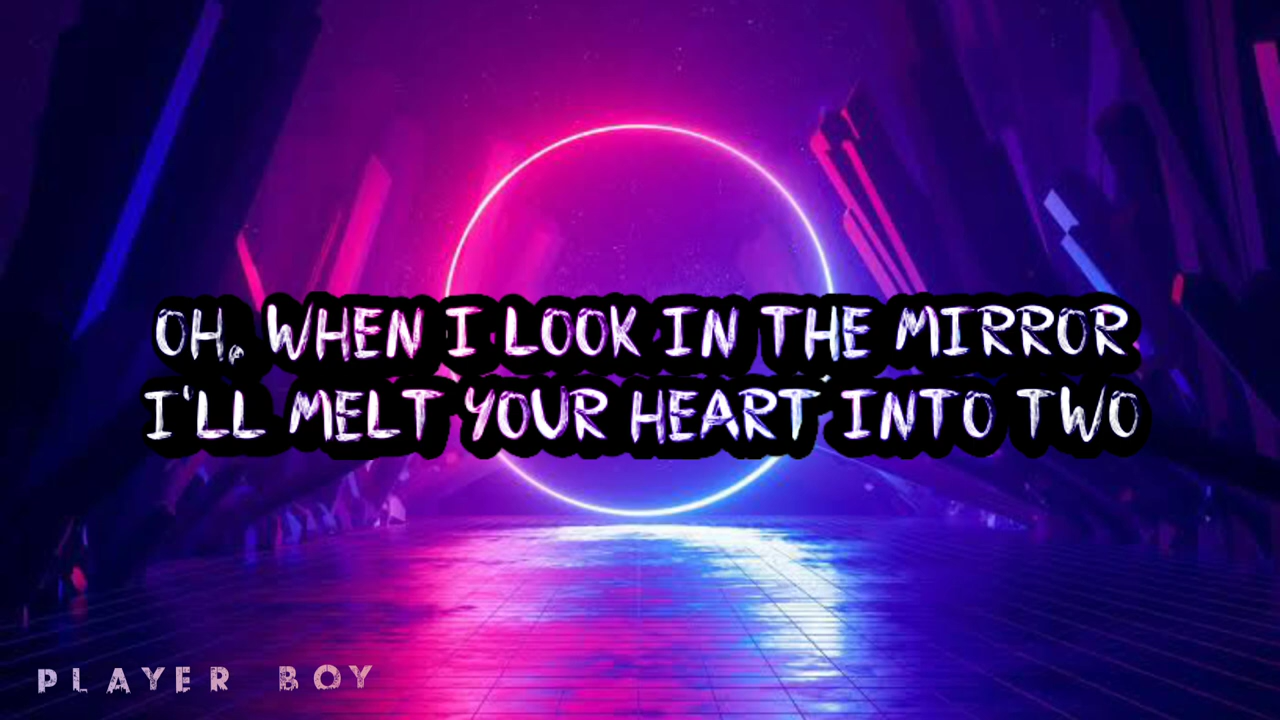 OH, WHEN I LOOK IN THE MIRROR
I'LL MELT YOUR HEART INTO TWO
PLAYER BOY